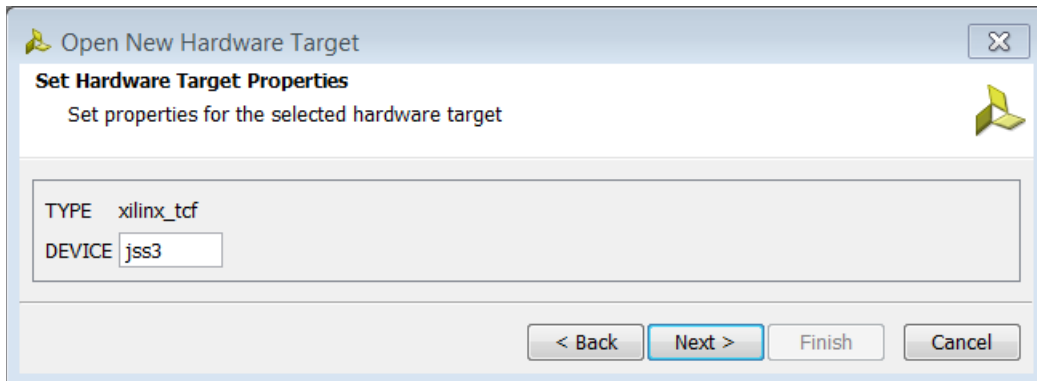 Open New Hardware Target
Set Hardware Target Properties
Set properties for the selected hardware target
TYPE xilinx_tcf
DEVICE jss3
< Back Next > Finish Cancel